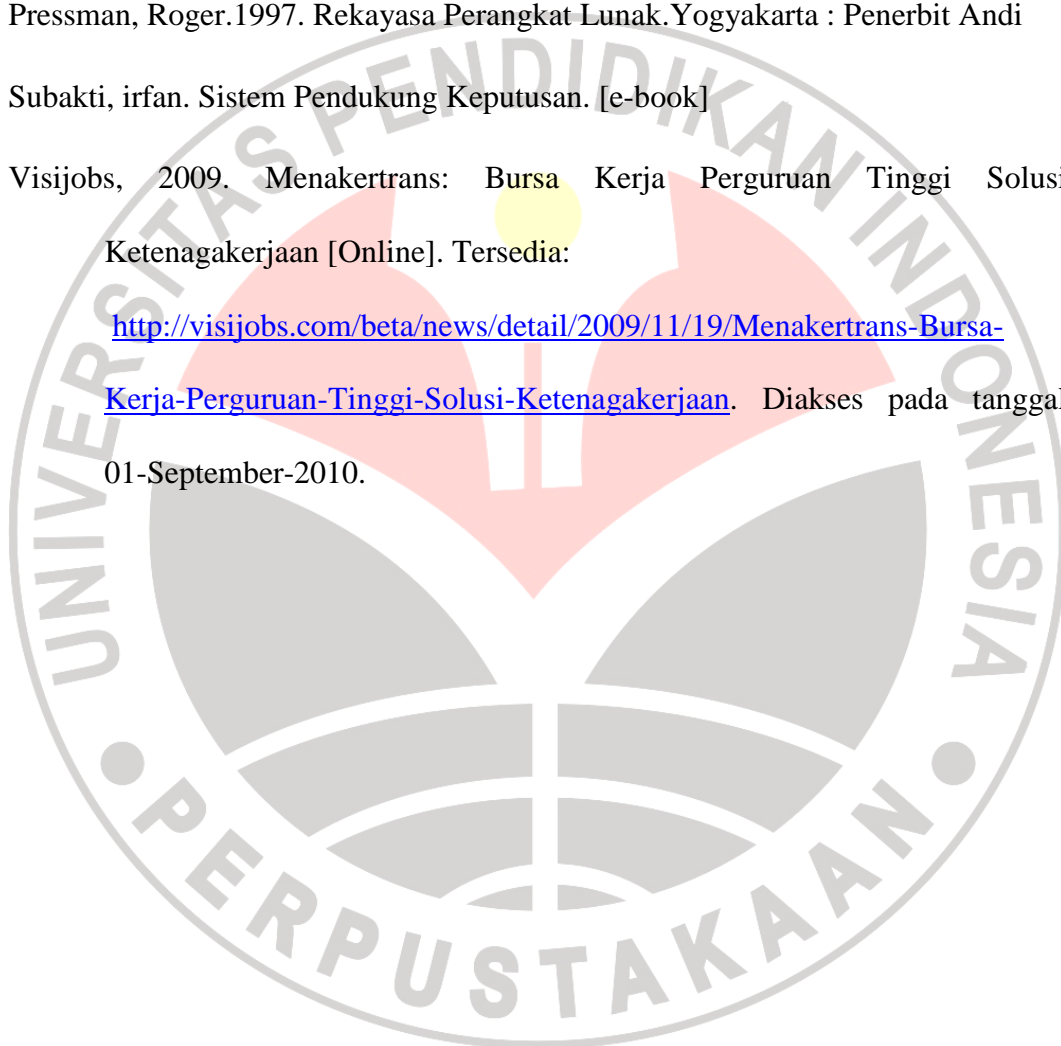 Pressman, Roger.1997. Rekayasa Perangkat Lunak.Yogyakarta : Penerbit Andi
Subakti, irfan. Sistem Pendukung Keputusan. [e-book]
Visijobs, 2009. Menakertrans: Bursa Kerja Perguruan Tinggi Solusi
Ketenagakerjaan [Online]. Tersedia:
http://visijobs.com/beta/news/detail/2009/11/19/Menakertrans-Bursa-
Kerja-Perguruan-Tinggi-Solusi-Ketenagakerjaan. Diakses pada tanggal
01-September-2010.
UNIVERSITAS PENDIDIKAN INDONESIA
PERPUSTAKAAN